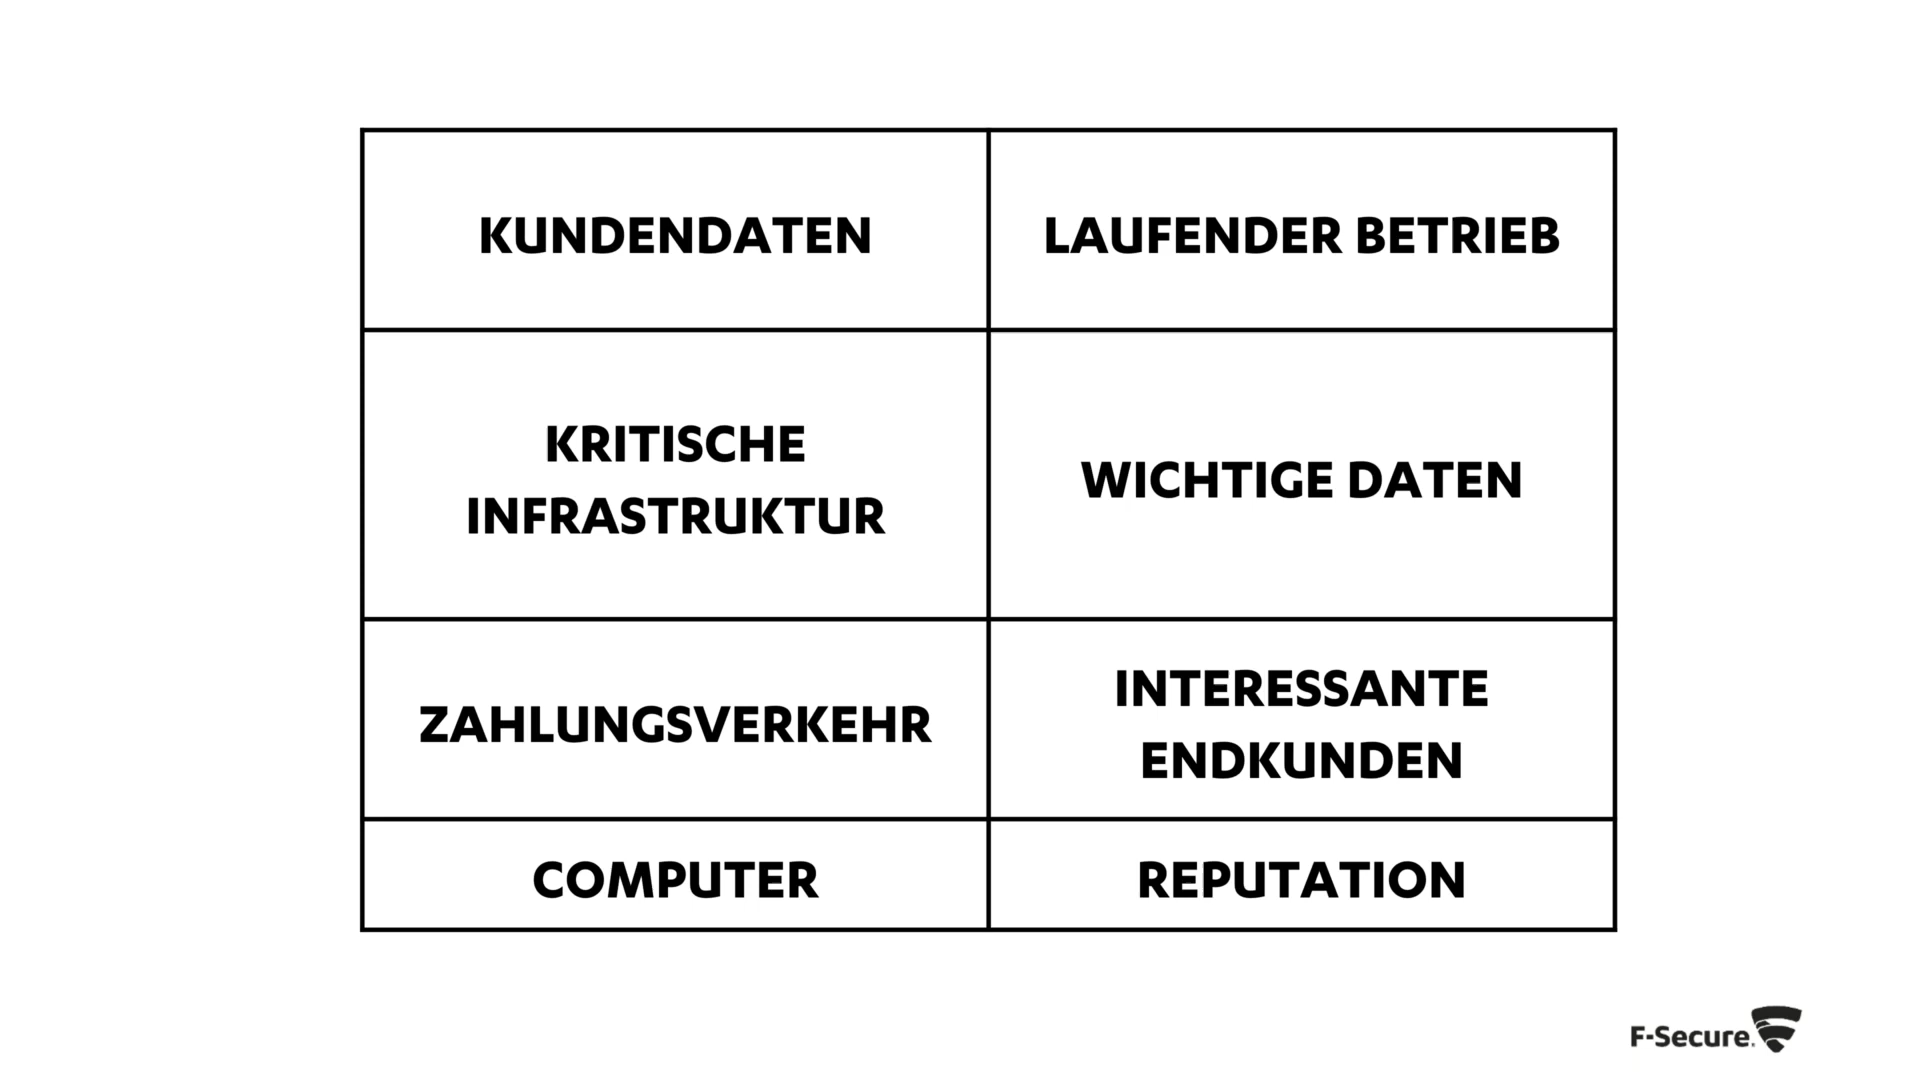 KUNDENDATEN
LAUFENDER BETRIEB
KRITISCHE
INFRASTRUKTUR
WICHTIGE DATEN
ZAHLUNGSVERKEHR
INTERESSANTE
ENDKUNDEN
COMPUTER
REPUTATION
F-Secure.